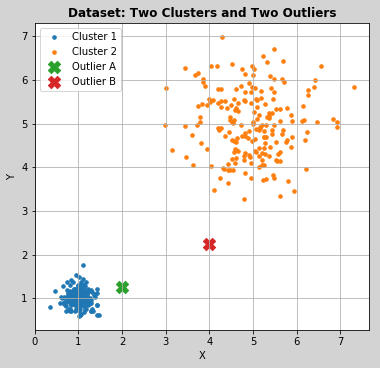 Dataset: Two Clusters and Two Outliers
Cluster 1
Cluster 2
Outlier A
Outlier B
7
6
5
4
3
2
1
Y
0 1 2 3 4 5 6 7
X